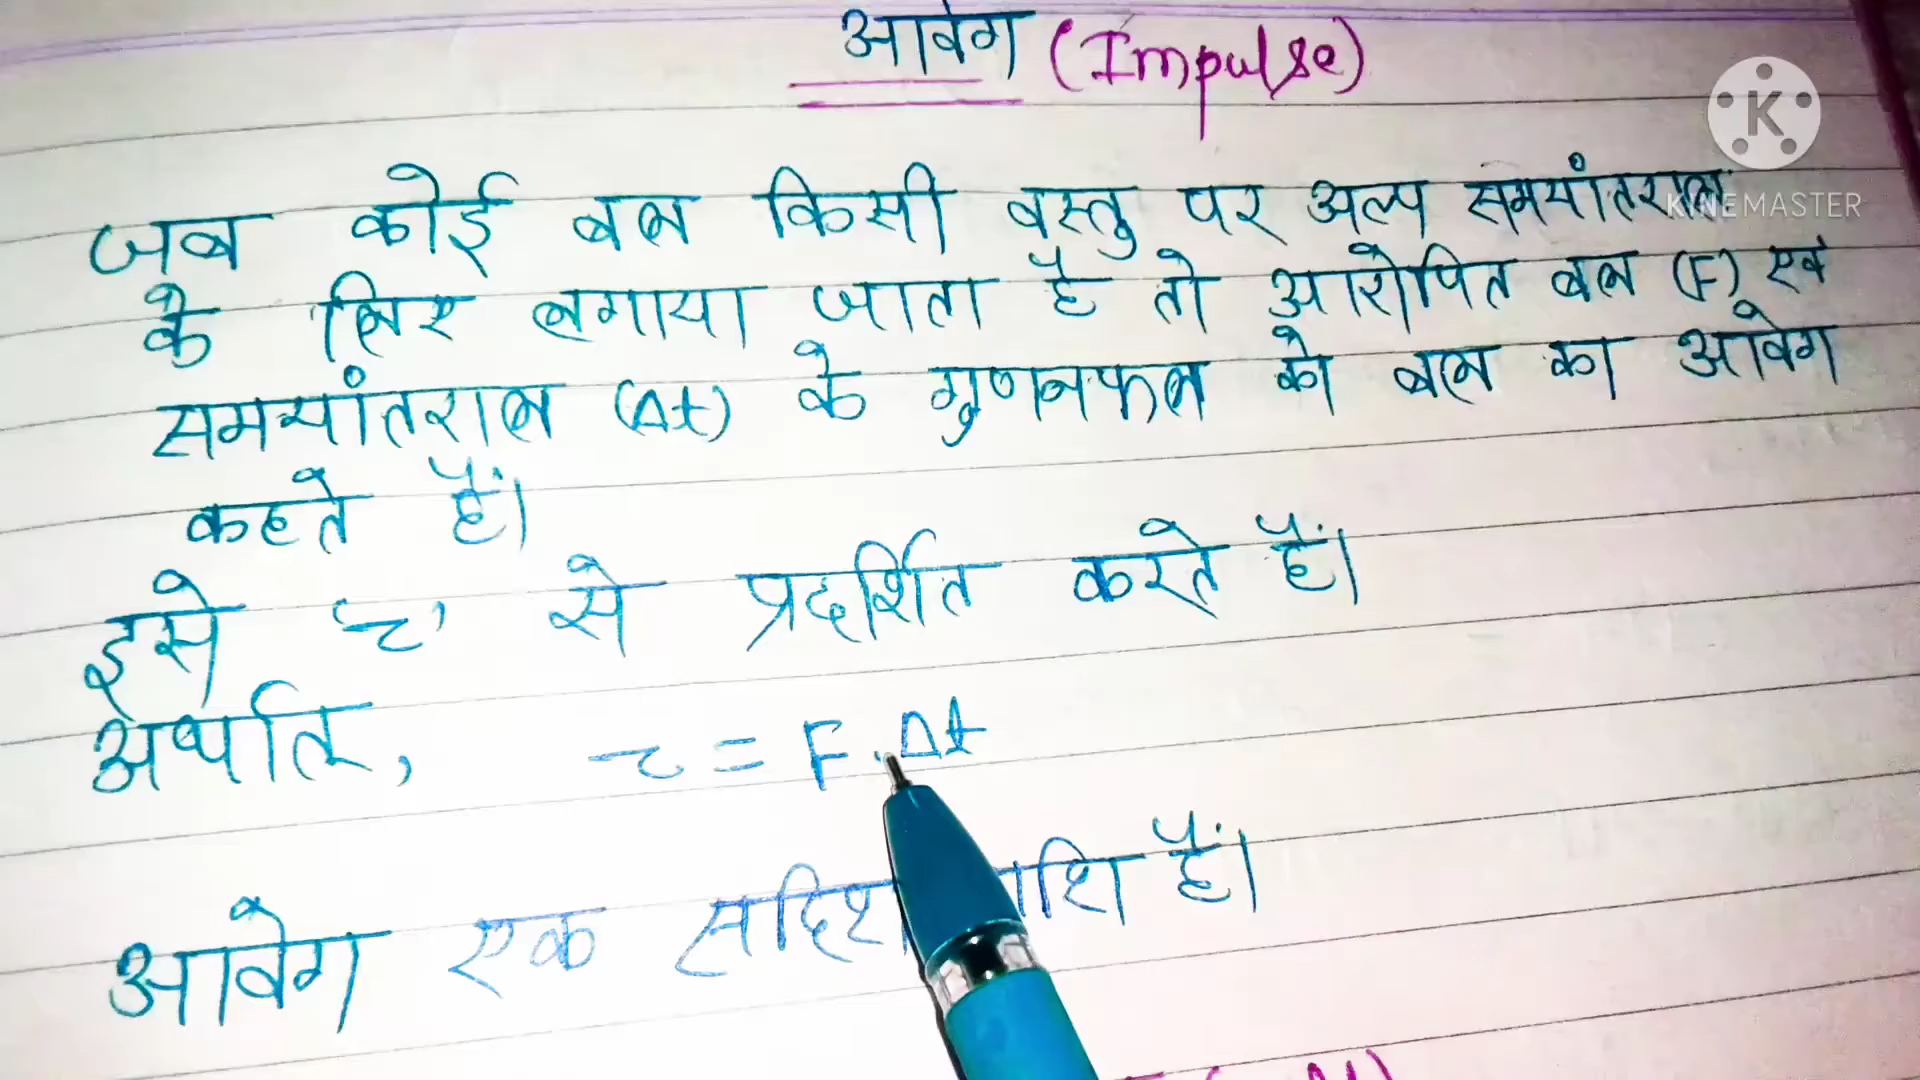 आवेग (Impulse)
K
KINEMASTER
जब कोई बल किसी वस्तु पर अल्प समयांतराल
के लिए लगाया जाता है तो आरोपित बल (F) एवं
समयांतराल (Δt) के गुणनफल को बल का आवेग
कहते हैं।
इसे 'τ' से प्रदर्शित करते हैं।
अर्थात, τ = F.Δt
आवेग एक सदिश राशि हैं।